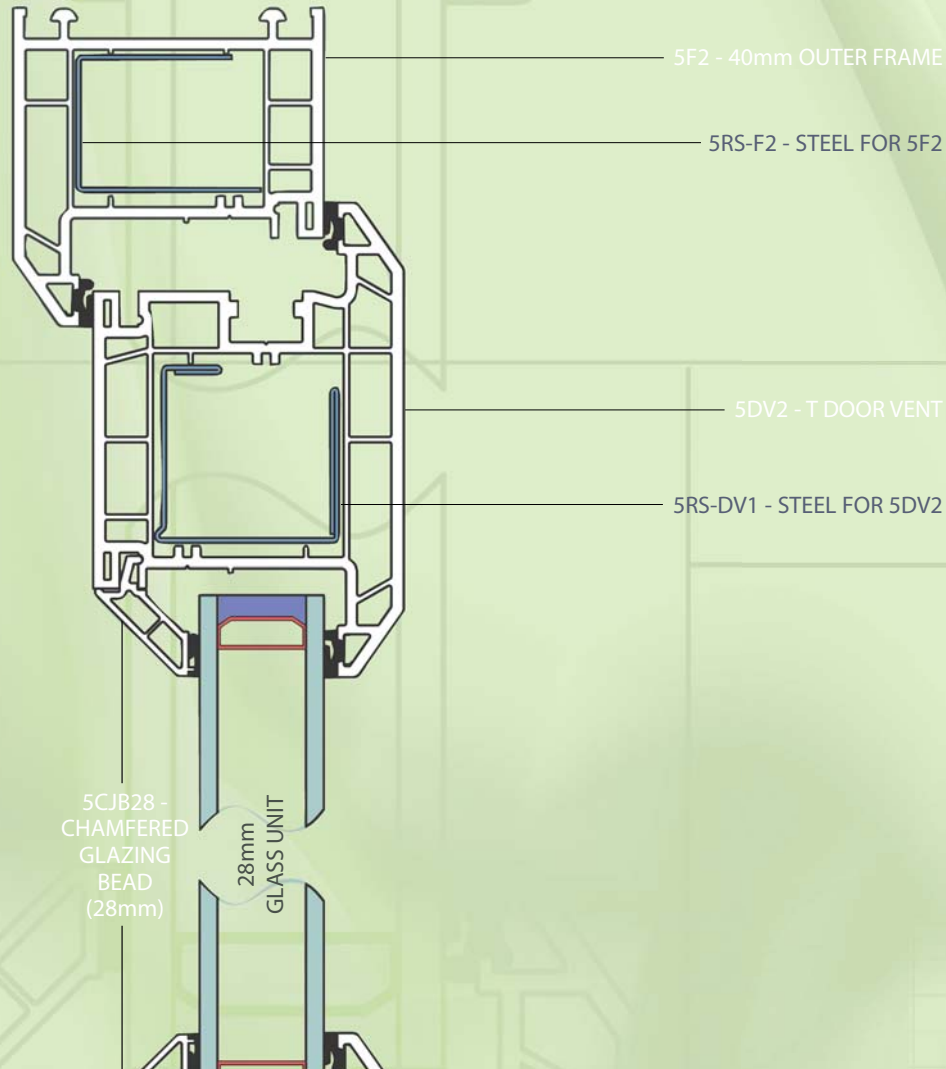 5F2 - 40mm OUTER FRAME
5RS-F2 - STEEL FOR 5F2
5DV2 - T DOOR VENT
5RS-DV1 - STEEL FOR 5DV2
5CJB28 -
CHAMFERED
GLAZING
BEAD
(28mm)
28mm
GLASS UNIT